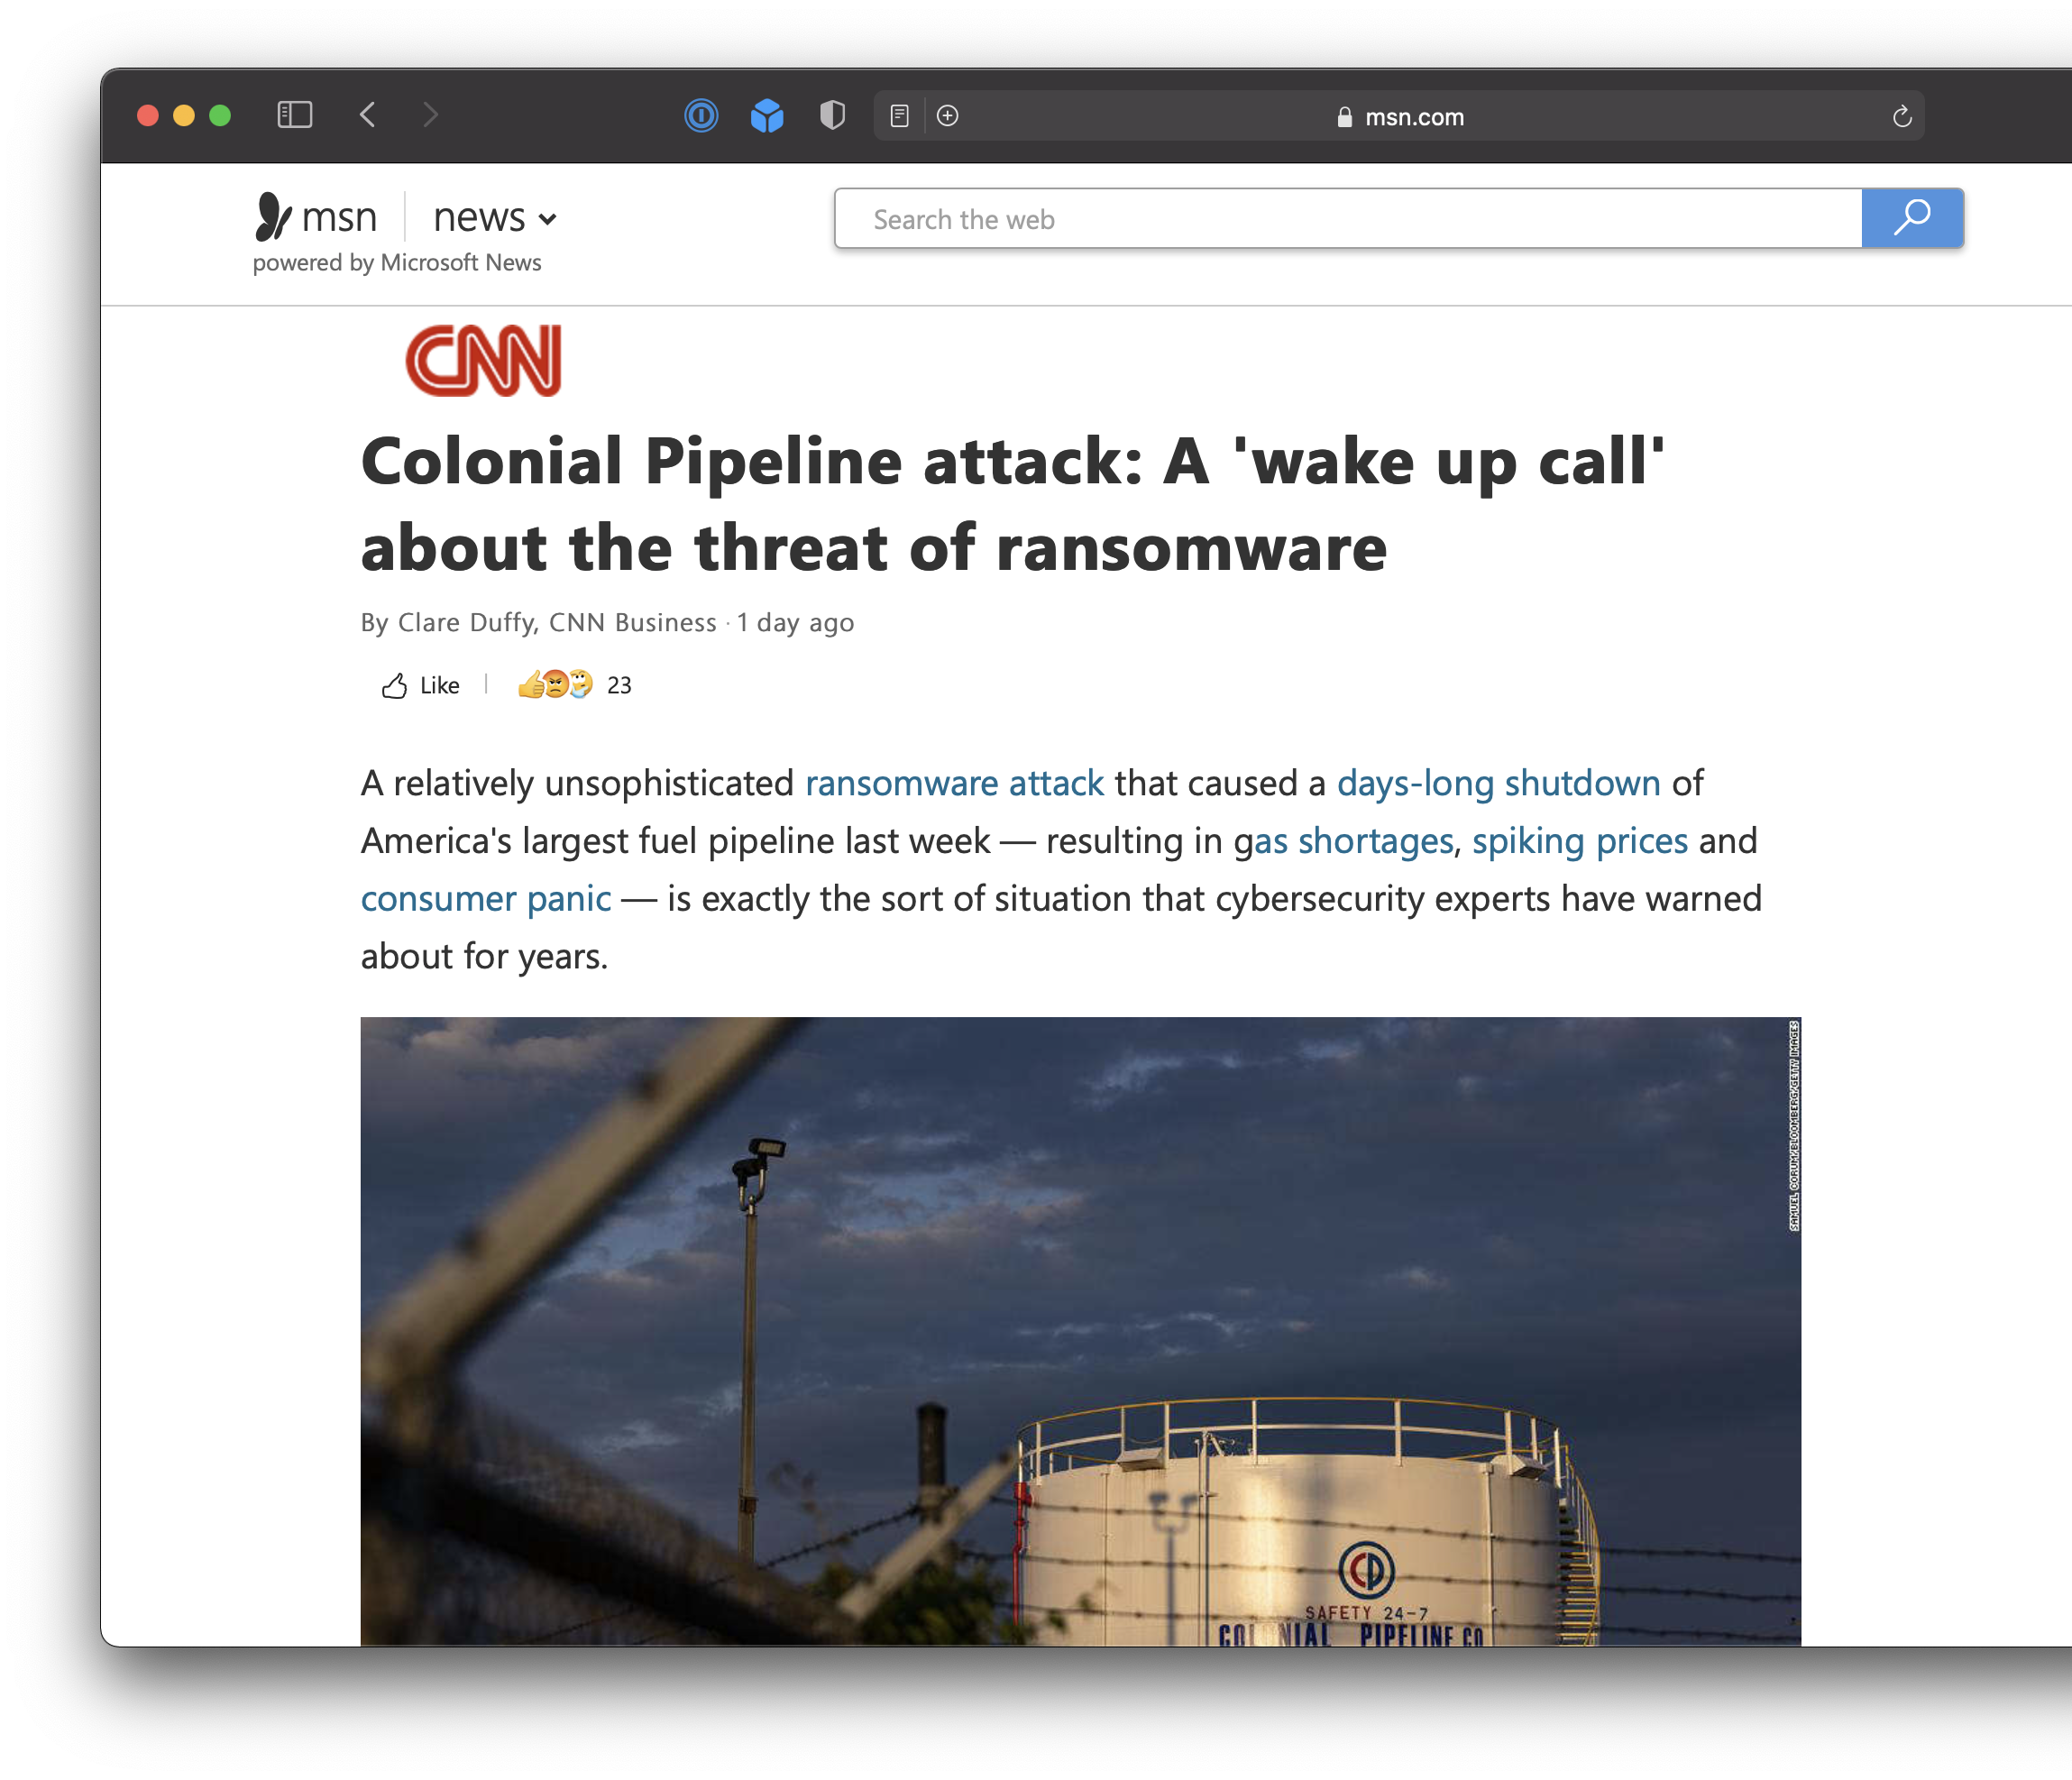 msn.com
msn news
Search the web
powered by Microsoft News
CNN
Colonial Pipeline attack: A 'wake up call'
about the threat of ransomware
By Clare Duffy, CNN Business · 1 day ago
Like 23
A relatively unsophisticated ransomware attack that caused a days-long shutdown of
America's largest fuel pipeline last week — resulting in gas shortages, spiking prices and
consumer panic — is exactly the sort of situation that cybersecurity experts have warned
about for years.
SAMUEL CORUM/BLOOMBERG/GETTY IMAGES
CP
SAFETY 24-7
COLONIAL PIPELINE CO